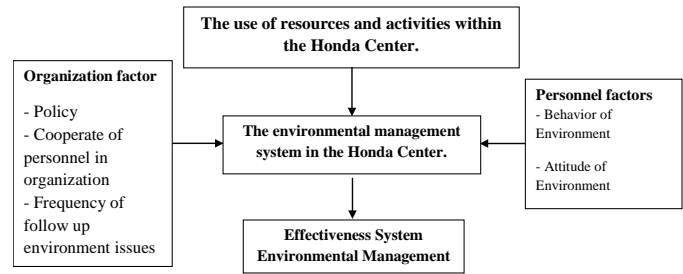 The use of resources and activities within
the Honda Center.
Organization factor
- Policy
- Cooperate of
personnel in
organization
- Frequency of
follow up
environment issues
The environmental management
system in the Honda Center.
Personnel factors
- Behavior of
Environment
- Attitude of
Environment
Effectiveness System
Environmental Management